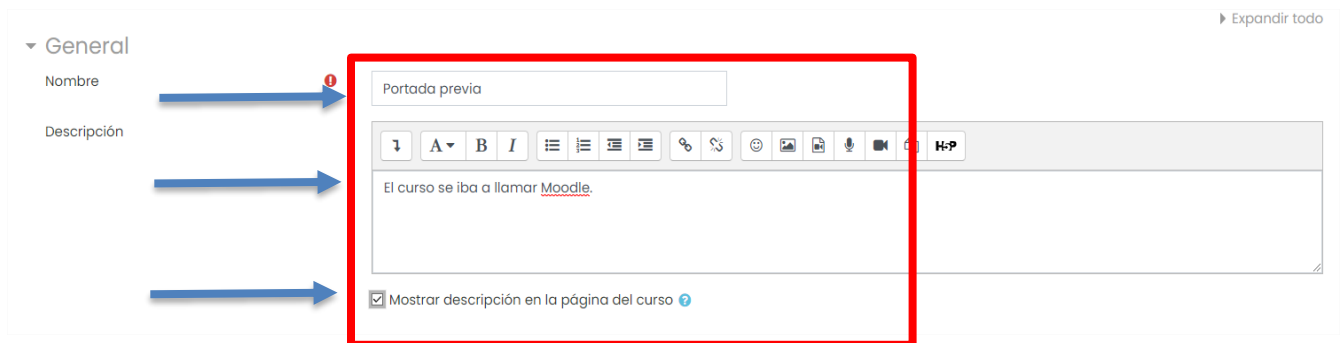 Expandir todo
General
Nombre
Portada previa
Descripción
A B I H5P
El curso se iba a llamar Moodle.
Mostrar descripción en la página del curso